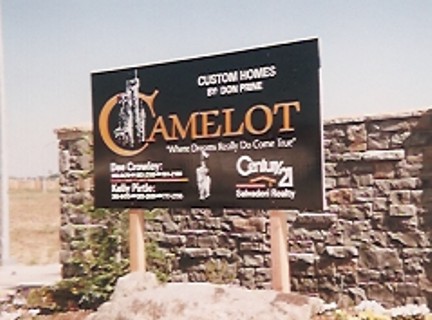 CUSTOM HOMES
BY DON PRINE
CAMELOT
"Where Dreams Really Do Come True"
Dee Crowley:
Kelly Pirtle:
Century 21
Salvadori Realty